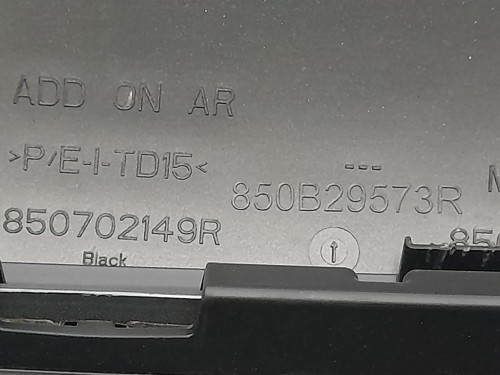 ADD ON AR
>P/E-I-TD15<
---
850B29573R
850702149R
Black